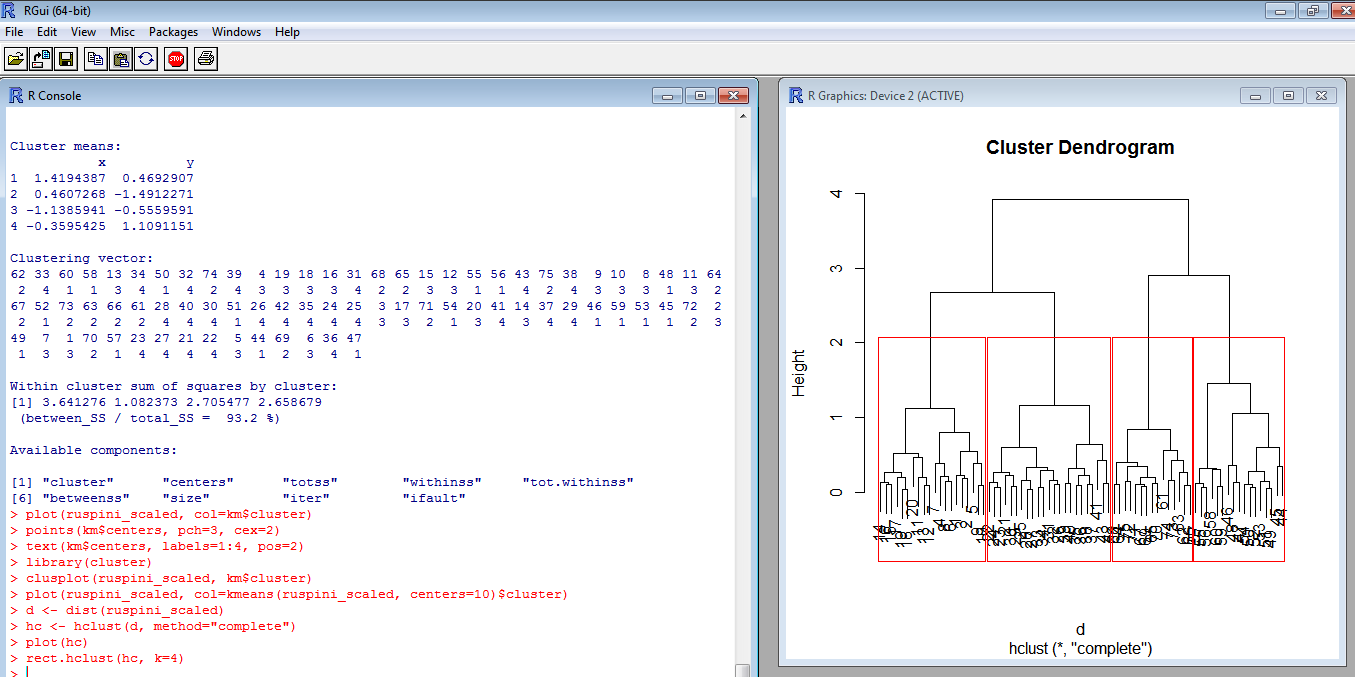 RGui (64-bit)
File Edit View Misc Packages Windows Help
STOP
R Console
Cluster means:
x y
1 1.4194387 0.4692907
2 0.4607268 -1.4912271
3 -1.1385941 -0.5559591
4 -0.3595425 1.1091151
Clustering vector:
62 33 60 58 13 34 50 32 74 39 4 19 18 16 31 68 65 15 12 55 56 43 75 38 9 10 8 48 11 64
2 4 1 1 3 4 1 4 2 4 3 3 3 3 4 2 2 3 3 1 1 4 2 4 3 3 3 1 3 2
67 52 73 63 66 61 28 40 30 51 26 42 35 24 25 3 17 71 54 20 41 14 37 29 46 59 53 45 72 2
2 1 2 2 2 2 4 4 4 1 4 4 4 4 4 3 3 2 1 3 4 3 4 4 1 1 1 1 2 3
49 7 1 70 57 23 27 21 22 5 44 69 6 36 47
1 3 3 2 1 4 4 4 4 3 1 2 3 4 1
Within cluster sum of squares by cluster:
[1] 3.641276 1.082373 2.705477 2.658679
(between_SS / total_SS = 93.2 %)
Available components:
[1] "cluster" "centers" "totss" "withinss" "tot.withinss"
[6] "betweenss" "size" "iter" "ifault"
> plot(ruspini_scaled, col=km$cluster)
> points(km$centers, pch=3, cex=2)
> text(km$centers, labels=1:4, pos=2)
> library(cluster)
> clusplot(ruspini_scaled, km$cluster)
> plot(ruspini_scaled, col=kmeans(ruspini_scaled, centers=10)$cluster)
> d <- dist(ruspini_scaled)
> hc <- hclust(d, method="complete")
> plot(hc)
> rect.hclust(hc, k=4)
>
R Graphics: Device 2 (ACTIVE)
Cluster Dendrogram
Height
4
3
2
1
0
20
41
61
58
46
d
hclust (*, "complete")